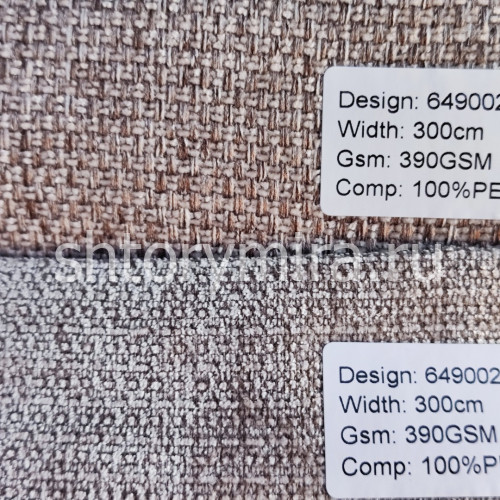 Design: 649002
Width: 300cm
Gsm: 390GSM
Comp: 100%PE
shtorymira.ru
Design: 649002
Width: 300cm
Gsm: 390GSM
Comp: 100%PE